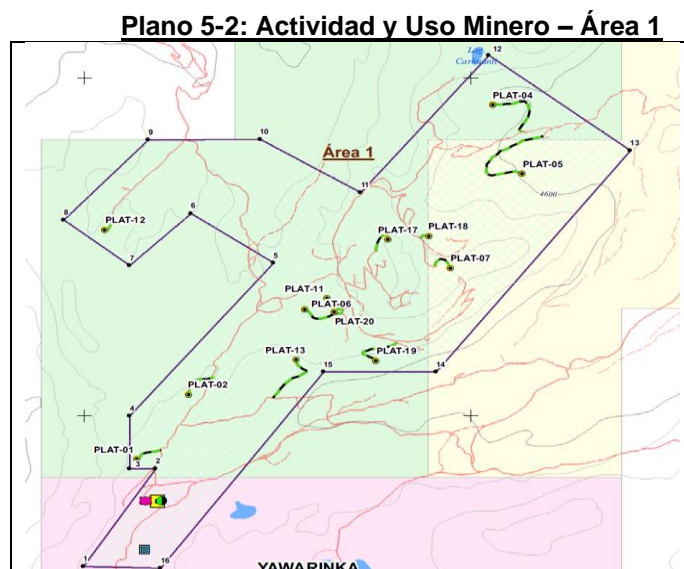 Plano 5-2: Actividad y Uso Minero – Área 1
Lag
12
PLAT-04
9
10
13
Área 1
PLAT-05
11
4600
6
8
PLAT-12
PLAT-17
PLAT-18
7
5
PLAT-07
PLAT-11
PLAT-06
PLAT-20
PLAT-13
PLAT-19
15
14
PLAT-02
4
PLAT-01
3
2
1
16
YAWARINKA